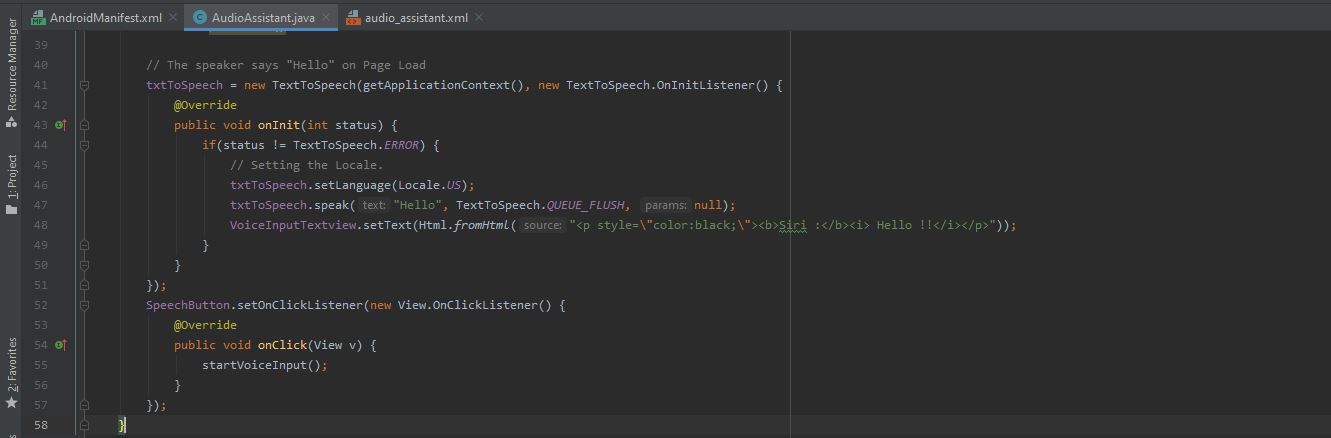 AndroidManifest.xml
AudioAssistant.java
audio_assistant.xml
Resource Manager
1: Project
2: Favorites
39
40 // The speaker says "Hello" on Page Load
41 txtToSpeech = new TextToSpeech(getApplicationContext(), new TextToSpeech.OnInitListener() {
42 @Override
43 public void onInit(int status) {
44 if(status != TextToSpeech.ERROR) {
45 // Setting the Locale.
46 txtToSpeech.setLanguage(Locale.US);
47 txtToSpeech.speak( text: "Hello", TextToSpeech.QUEUE_FLUSH, params: null);
48 VoiceInputTextview.setText(Html.fromHtml( source: "<p style=\"color:black;\"><b>Siri :</b><i> Hello !!</i></p>"));
49 }
50 }
51 });
52 SpeechButton.setOnClickListener(new View.OnClickListener() {
53 @Override
54 public void onClick(View v) {
55 startVoiceInput();
56 }
57 });
58 }